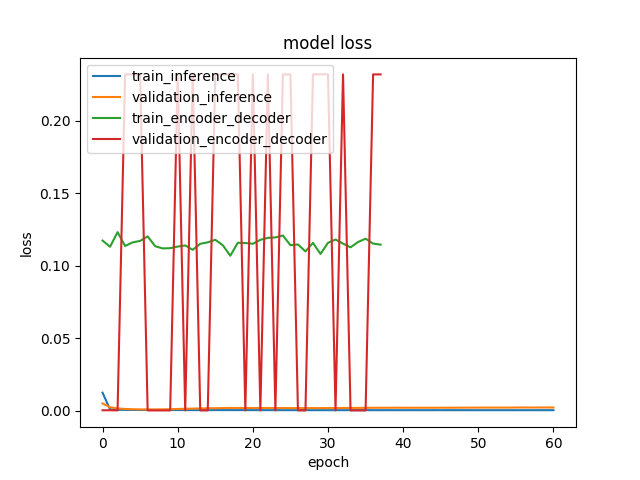 model loss
train_inference
validation_inference
train_encoder_decoder
validation_encoder_decoder
loss
0.20
0.15
0.10
0.05
0.00
0 10 20 30 40 50 60
epoch